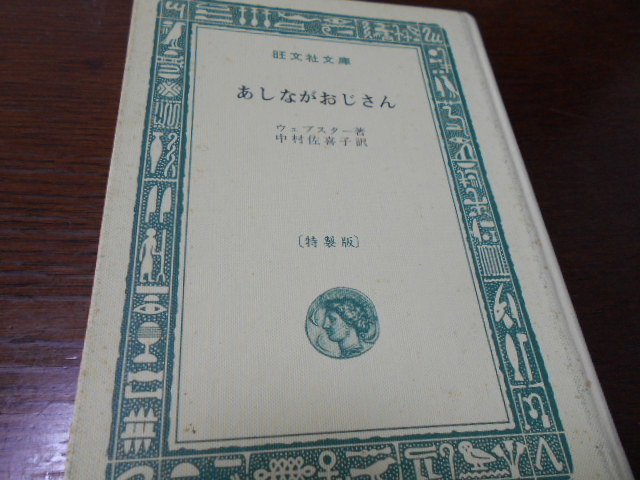 旺文社文庫
あしながおじさん
ウェブスター著
中村佐喜子訳
〔特製版〕